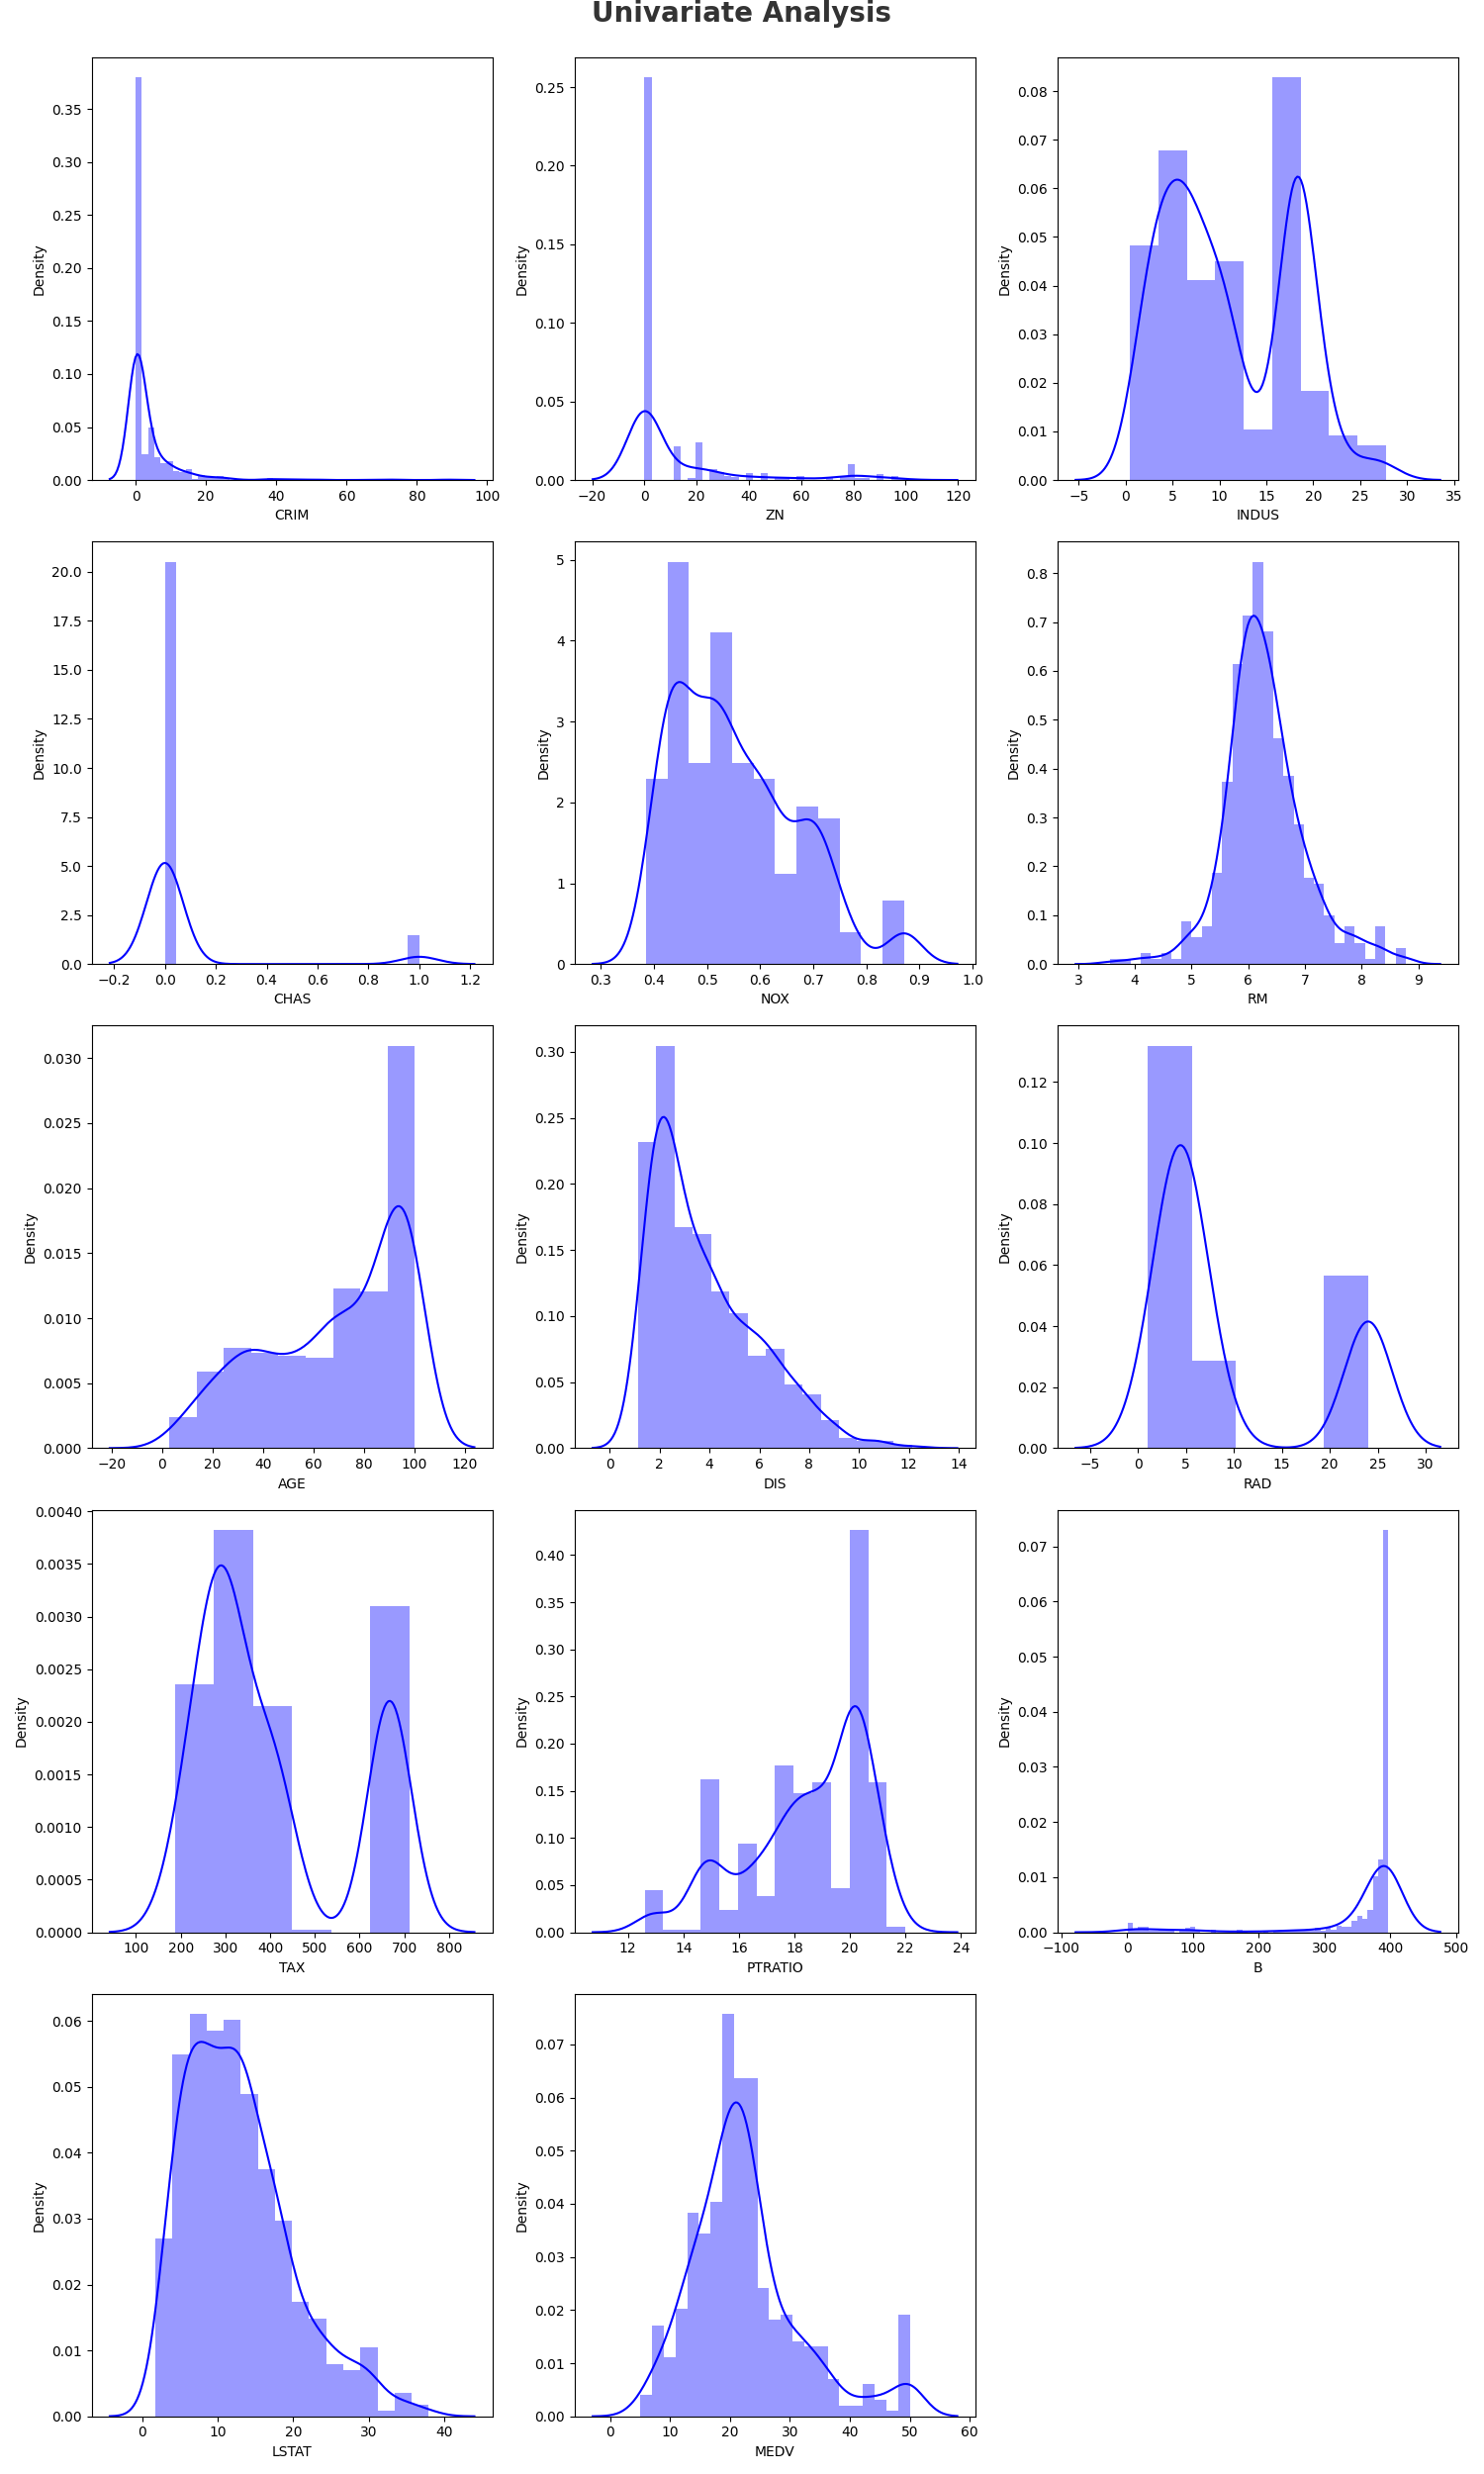 Univariate Analysis
0.35
0.30
0.25
0.20
0.15
0.10
0.05
0.00
Density
0 20 40 60 80 100
CRIM
0.25
0.20
0.15
0.10
0.05
0.00
Density
−20 0 20 40 60 80 100 120
ZN
0.08
0.07
0.06
0.05
0.04
0.03
0.02
0.01
0.00
Density
−5 0 5 10 15 20 25 30 35
INDUS
20.0
17.5
15.0
12.5
10.0
7.5
5.0
2.5
0.0
Density
−0.2 0.0 0.2 0.4 0.6 0.8 1.0 1.2
CHAS
5
4
3
2
1
0
Density
0.3 0.4 0.5 0.6 0.7 0.8 0.9 1.0
NOX
0.8
0.7
0.6
0.5
0.4
0.3
0.2
0.1
0.0
Density
3 4 5 6 7 8 9
RM
0.030
0.025
0.020
0.015
0.010
0.005
0.000
Density
−20 0 20 40 60 80 100 120
AGE
0.30
0.25
0.20
0.15
0.10
0.05
0.00
Density
0 2 4 6 8 10 12 14
DIS
0.12
0.10
0.08
0.06
0.04
0.02
0.00
Density
−5 0 5 10 15 20 25 30
RAD
0.0040
0.0035
0.0030
0.0025
0.0020
0.0015
0.0010
0.0005
0.0000
Density
100 200 300 400 500 600 700 800
TAX
0.40
0.35
0.30
0.25
0.20
0.15
0.10
0.05
0.00
Density
12 14 16 18 20 22 24
PTRATIO
0.07
0.06
0.05
0.04
0.03
0.02
0.01
0.00
Density
−100 0 100 200 300 400 500
B
0.06
0.05
0.04
0.03
0.02
0.01
0.00
Density
0 10 20 30 40
LSTAT
0.07
0.06
0.05
0.04
0.03
0.02
0.01
0.00
Density
0 10 20 30 40 50 60
MEDV